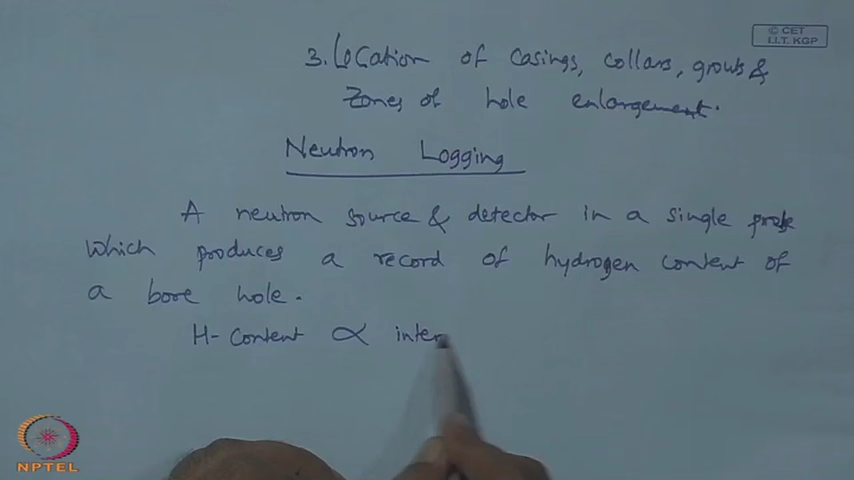 © CET
I.I.T. KGP
3. Location of casings, collars, grouts &
zones of hole enlargement.
Neutron Logging
A neutron source & detector in a single probe
which produces a record of hydrogen content of
a bore hole.
H- content ∝ inter
NPTEL